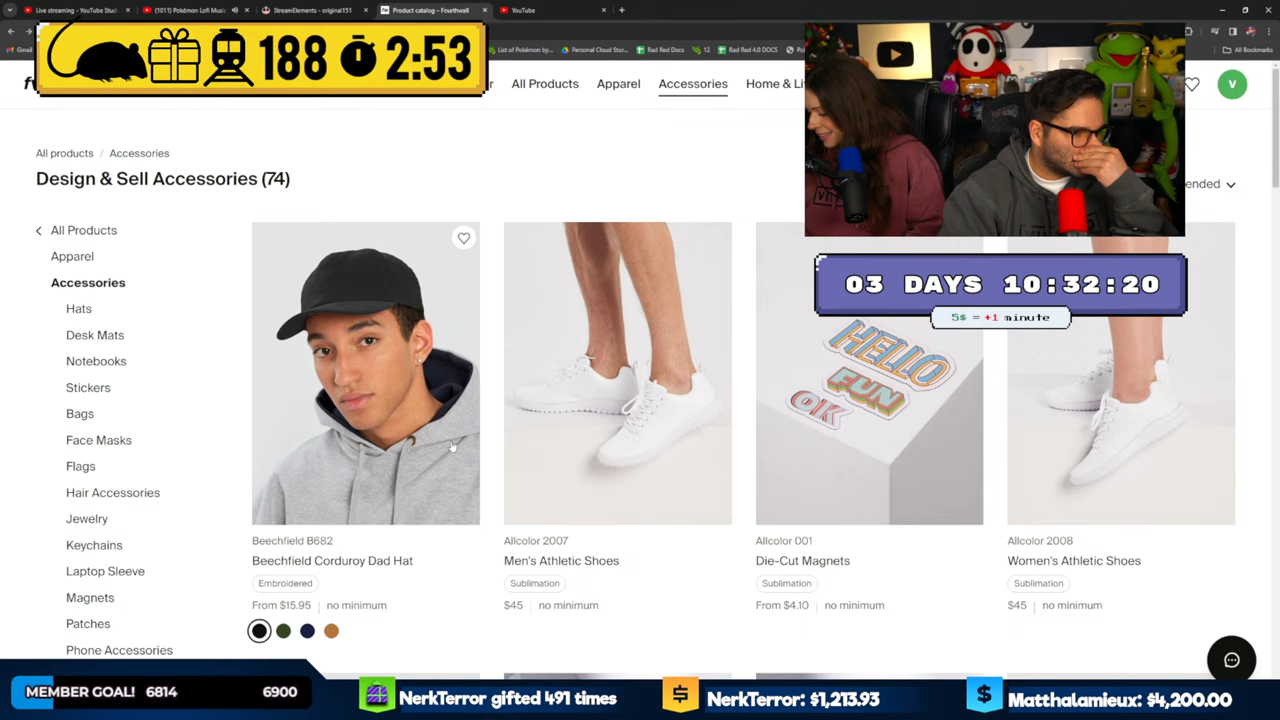 Live streaming - YouTube Stud
(1011) Pokémon Lofi Music
StreamElements - original151
Product catalog – Fourthwall
YouTube
Gmail
List of Pokémon by...
Personal Cloud Stor...
Rad Red Docs
12
Rad Red 4.0 DOCS
All Bookmarks
188 2:53
All Products
Apparel
Accessories
Home & Li
V
All products / Accessories
Design & Sell Accessories (74)
ended
03 DAYS 10:32:20
5$ = +1 minute
All Products
Apparel
Accessories
Hats
Desk Mats
Notebooks
Stickers
Bags
Face Masks
Flags
Hair Accessories
Jewelry
Keychains
Laptop Sleeve
Magnets
Patches
Phone Accessories
HELLO
FUN
OK
Beechfield B682
Beechfield Corduroy Dad Hat
Embroidered
From $15.95 | no minimum
Allcolor 2007
Men's Athletic Shoes
Sublimation
$45 | no minimum
Allcolor 001
Die-Cut Magnets
Sublimation
From $4.10 | no minimum
Allcolor 2008
Women's Athletic Shoes
Sublimation
$45 | no minimum
MEMBER GOAL! 6814 6900
NerkTerror gifted 491 times
NerkTerror: $1,213.93
Matthalamieux: $4,200.00